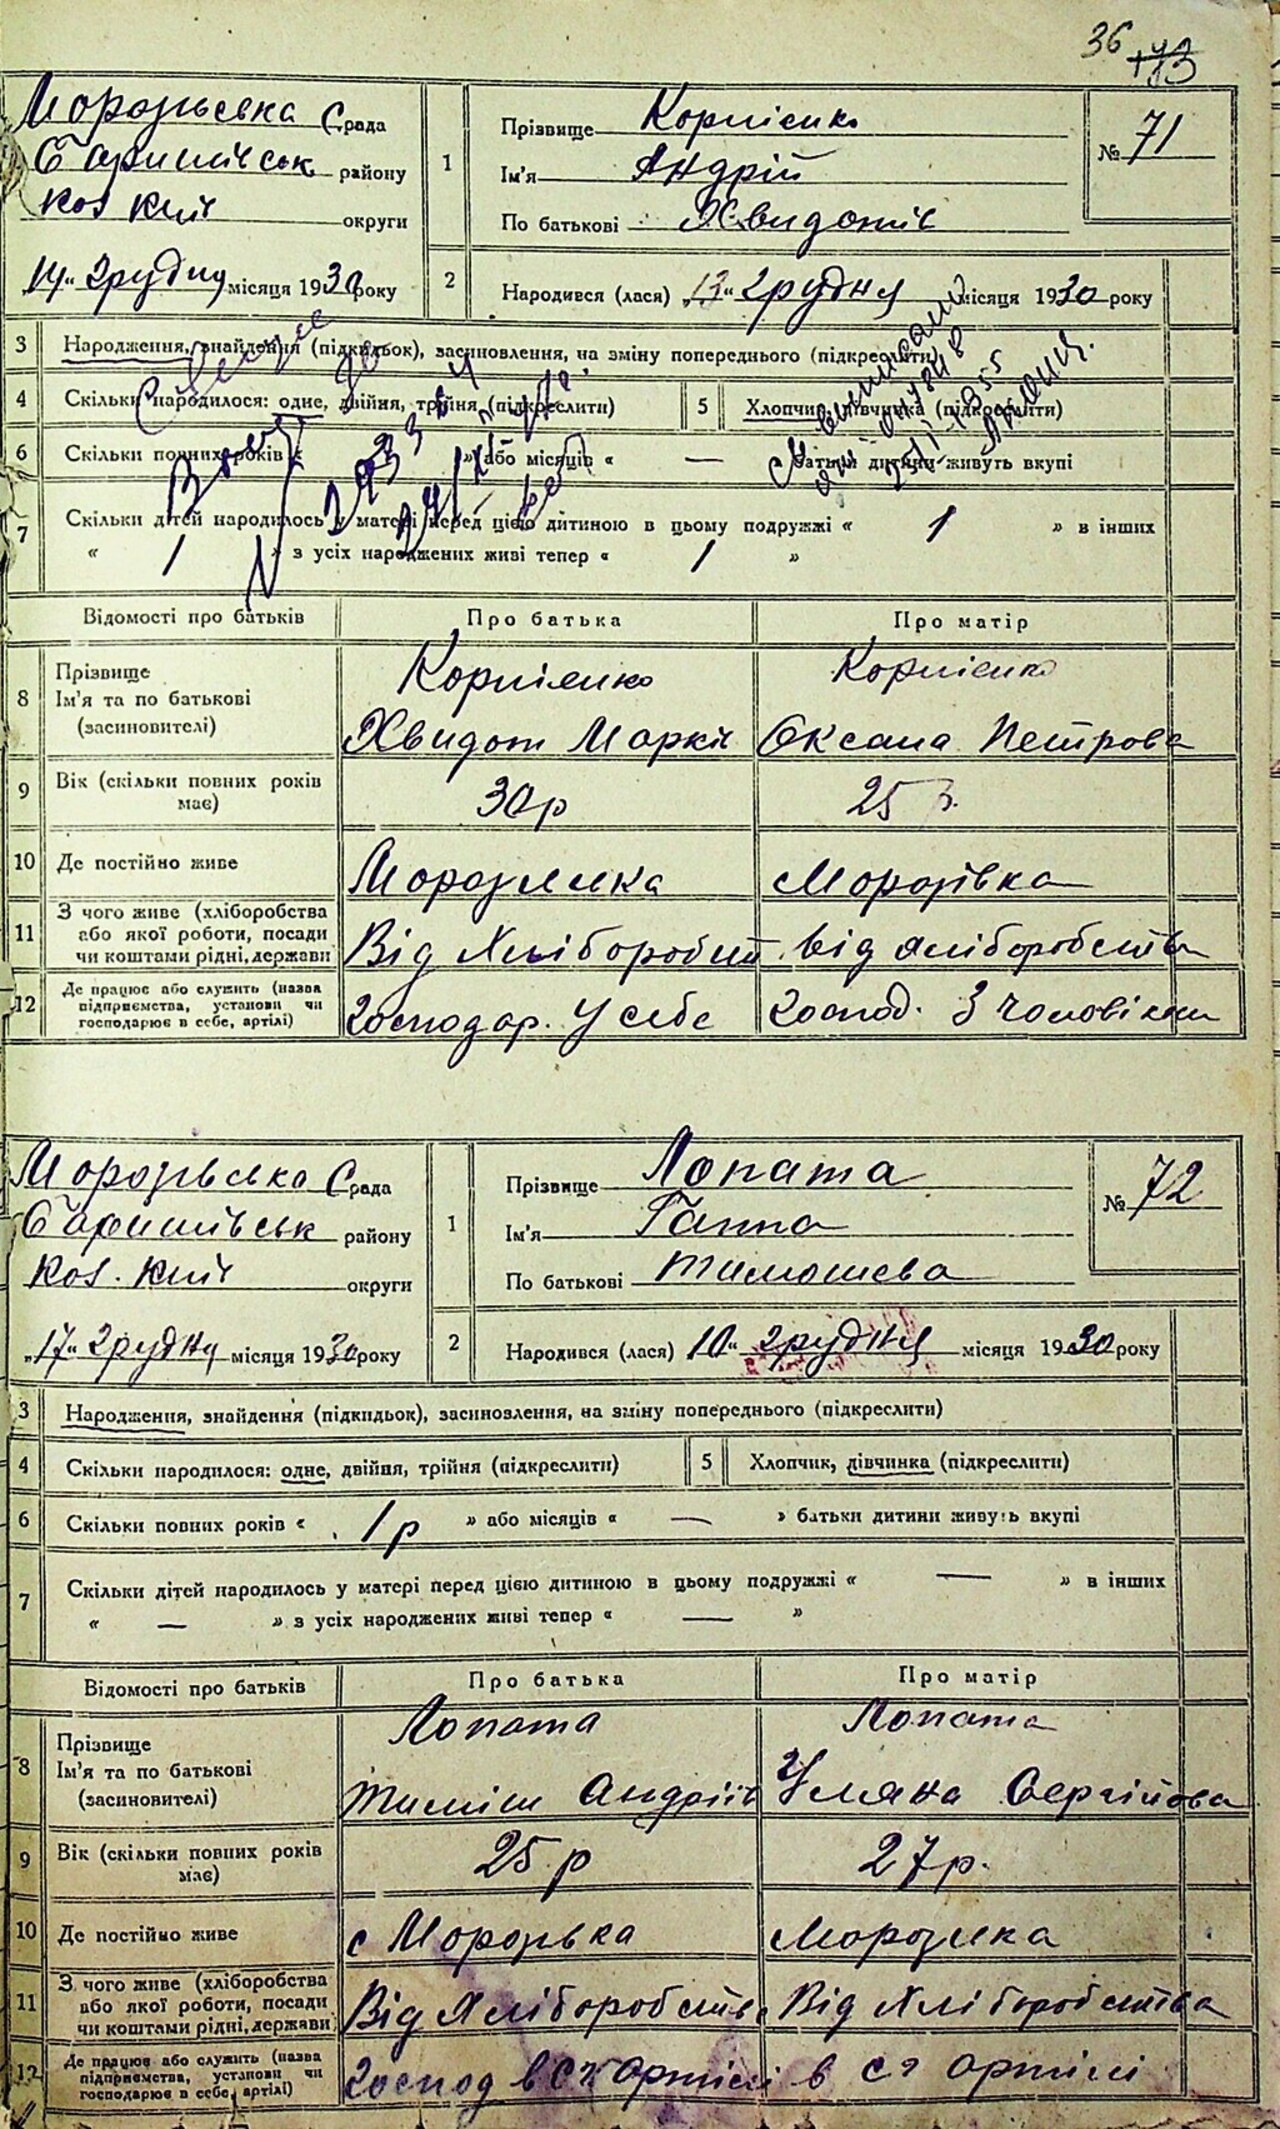 36
Морозівська С рада
Баришівськ району
кол Київ округи
„14“ грудня місяця 1930 року
1
Прізвище Корнієнко
Ім'я Андрій
По батькові Хвидотів
№ 71
2
Народився (лася) „13“ грудня місяця 1930 року
3 Народження, знайдення (підкидьок), засиновлення, на зміну попереднього (підкреслити)
4 Скільки народилося: одне, двійня, трійня (підкреслити)
5 Хлопчик, дівчинка (підкреслити)
6 Скільки повних років « » або місяців « — » батьки дитини живуть вкупі
7 Скільки дітей народилось у матері перед цією дитиною в цьому подружжі « 1 » в інших
« 1 » з усіх народжених живі тепер « 1 »
Відомості про батьків Про батька Про матір
8 Прізвище
Ім'я та по батькові
(засиновителі)
Корнієнко
Хвидот Марків
Корнієнко
Оксана Петрова
9 Вік (скільки повних років
має)
30р
25 р.
10 Де постійно живе Морозівка Морозівка
11 З чого живе (хліборобства
або якої роботи, посади
чи коштами рідні, держави
Від Хліборобст від хліборобства
12 Де працює або служить (назва
підприємства, установи чи
господарює в себе, артілі)
Господар. У себе господ. З чоловіком
Морозівсько С рада
Баришівськ району
Кол. Київ округи
„17“ грудня місяця 1930 року
1
Прізвище Лопата
Ім'я Ганна
По батькові Тимошева
№ 72
2
Народився (лася) 10“ грудня місяця 1930 року
3 Народження, знайдення (підкидьок), засиновлення, на зміну попереднього (підкреслити)
4 Скільки народилося: одне, двійня, трійня (підкреслити)
5 Хлопчик, дівчинка (підкреслити)
6 Скільки повних років « 1р » або місяців « — » батьки дитини живуть вкупі
7 Скільки дітей народилось у матері перед цією дитиною в цьому подружжі « — » в інших
« — » з усіх народжених живі тепер « — »
Відомості про батьків Про батька Про матір
8 Прізвище
Ім'я та по батькові
(засиновителі)
Лопата
Тиміш Андріїв
Лопата
Уляна Сергійова
9 Вік (скільки повних років
має)
25 р
27р.
10 Де постійно живе с Морозівка Морозівка
11 З чого живе (хліборобства
або якої роботи, посади
чи коштами рідні, держави
Від Хліборобства Від Хліборобства
12 Де працює або служить (назва
підприємства, установи чи
господарює в себе, артілі)
Господ в сг артілі в сг артілі